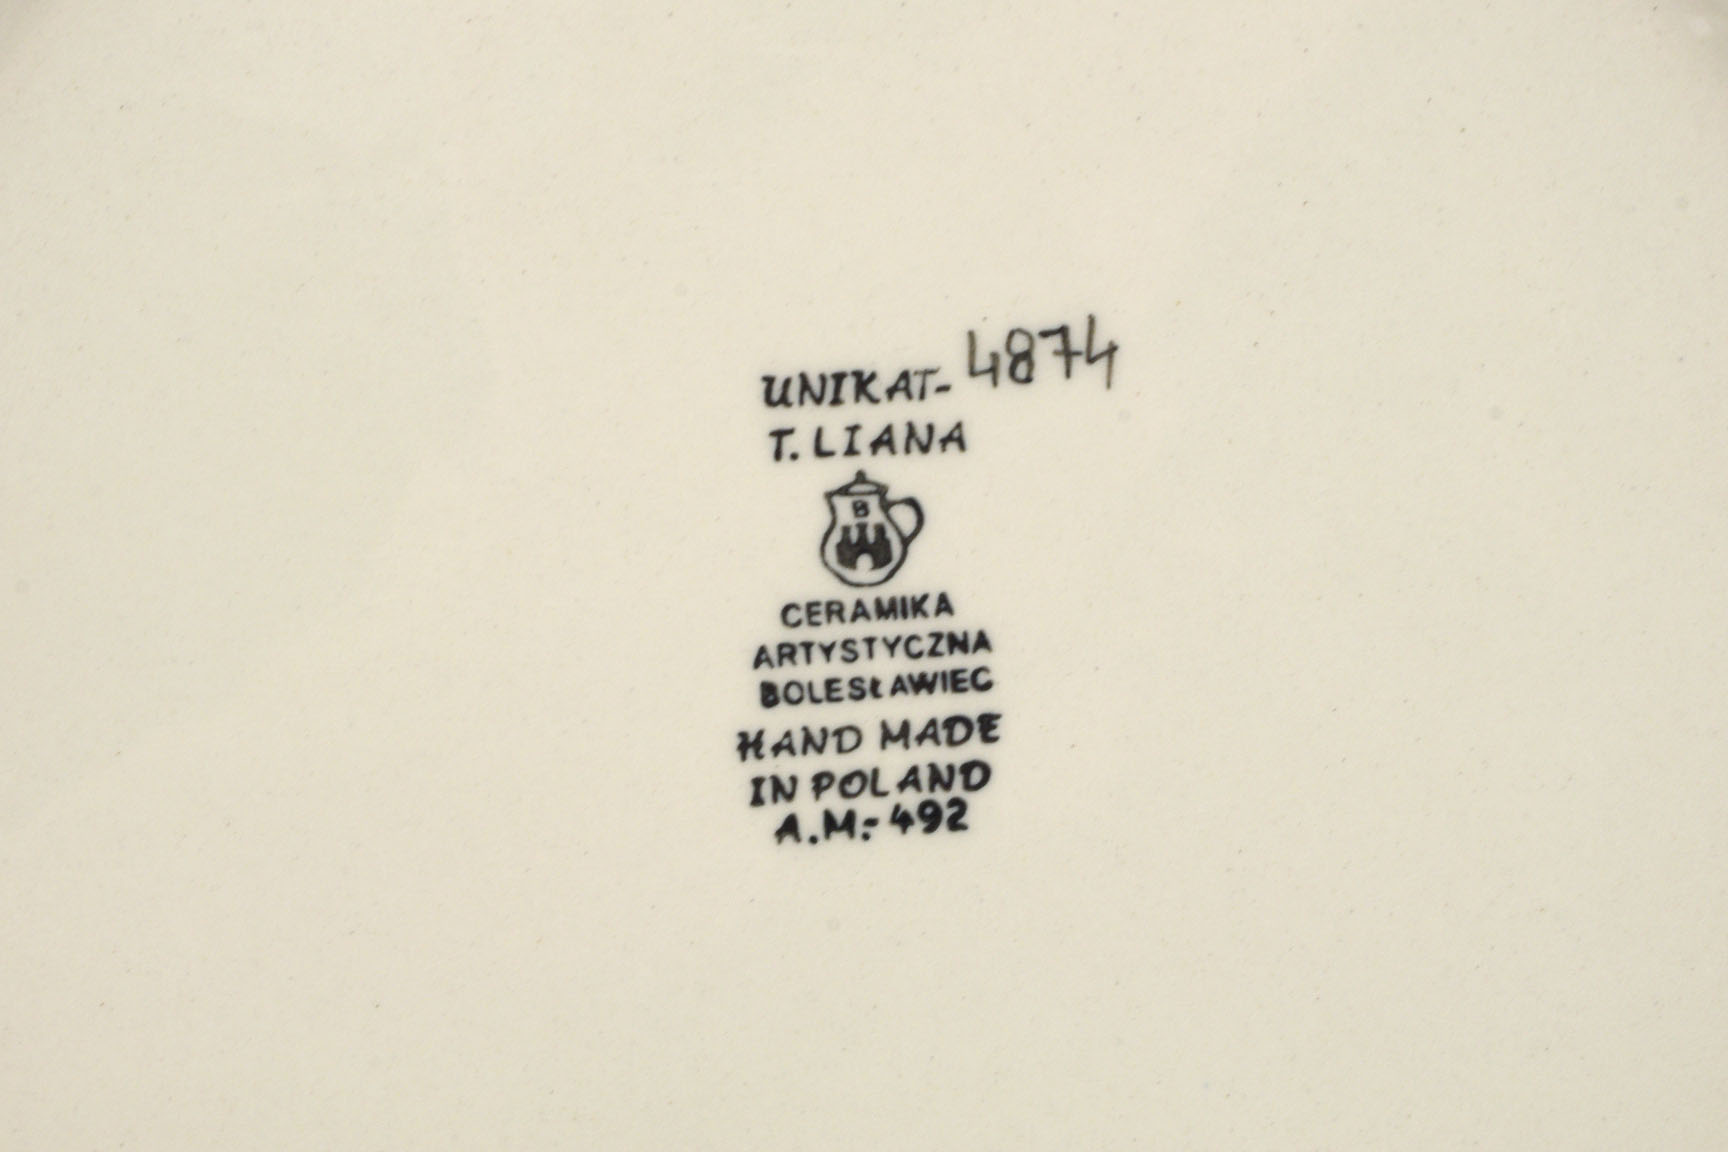 UNIKAT- 4874
T. LIANA
B
CERAMIKA
ARTYSTYCZNA
BOLESŁAWIEC
HAND MADE
IN POLAND
A.M.- 492